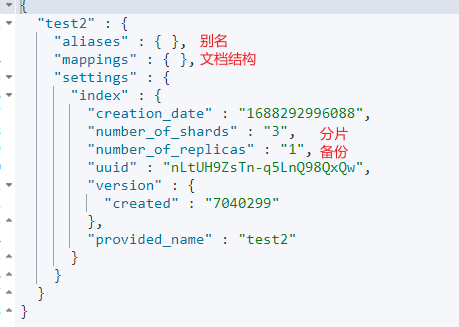 {
"test2" : {
"aliases" : { }, 别名
"mappings" : { }, 文档结构
"settings" : {
"index" : {
"creation_date" : "1688292996088",
"number_of_shards" : "3", 分片
"number_of_replicas" : "1", 备份
"uuid" : "nLtUH9ZsTn-q5LnQ98QxQw",
"version" : {
"created" : "7040299"
},
"provided_name" : "test2"
}
}
}
}